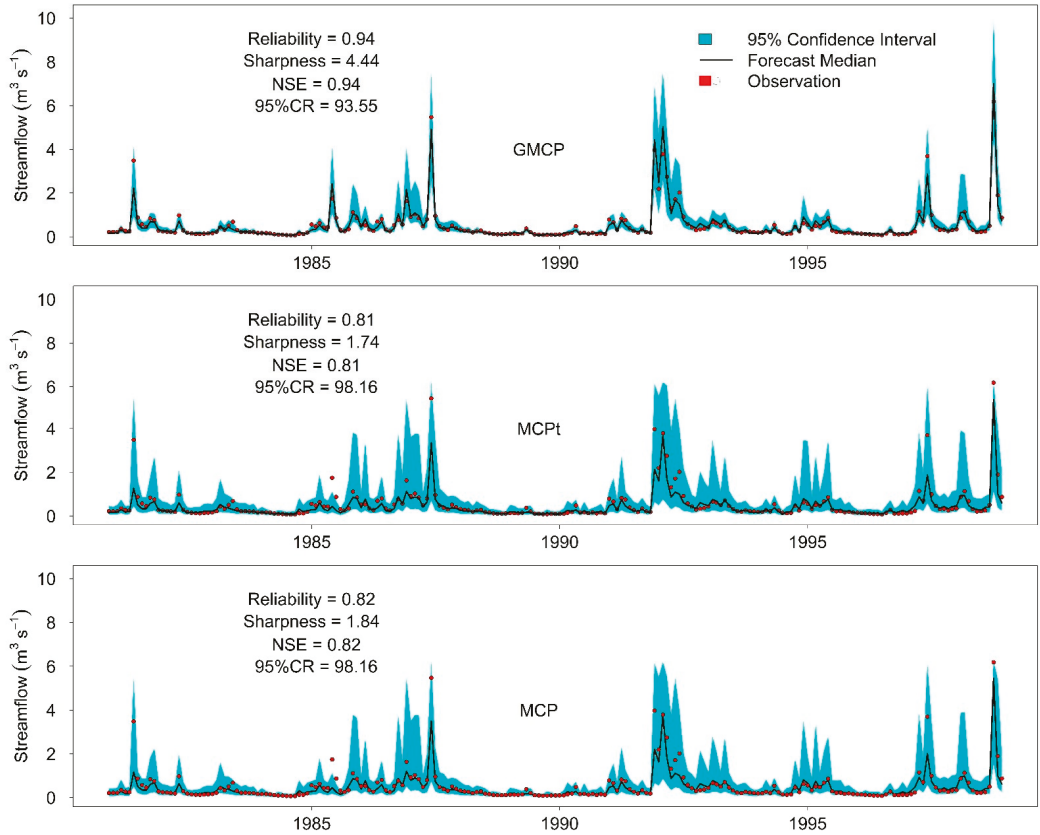 10
8
6
4
2
0
Streamflow (m³ s⁻¹)
Reliability = 0.94
Sharpness = 4.44
NSE = 0.94
95%CR = 93.55
GMCP
95% Confidence Interval
Forecast Median
Observation
1985
1990
1995
10
8
6
4
2
0
Streamflow (m³ s⁻¹)
Reliability = 0.81
Sharpness = 1.74
NSE = 0.81
95%CR = 98.16
MCPt
1985
1990
1995
10
8
6
4
2
0
Streamflow (m³ s⁻¹)
Reliability = 0.82
Sharpness = 1.84
NSE = 0.82
95%CR = 98.16
MCP
1985
1990
1995